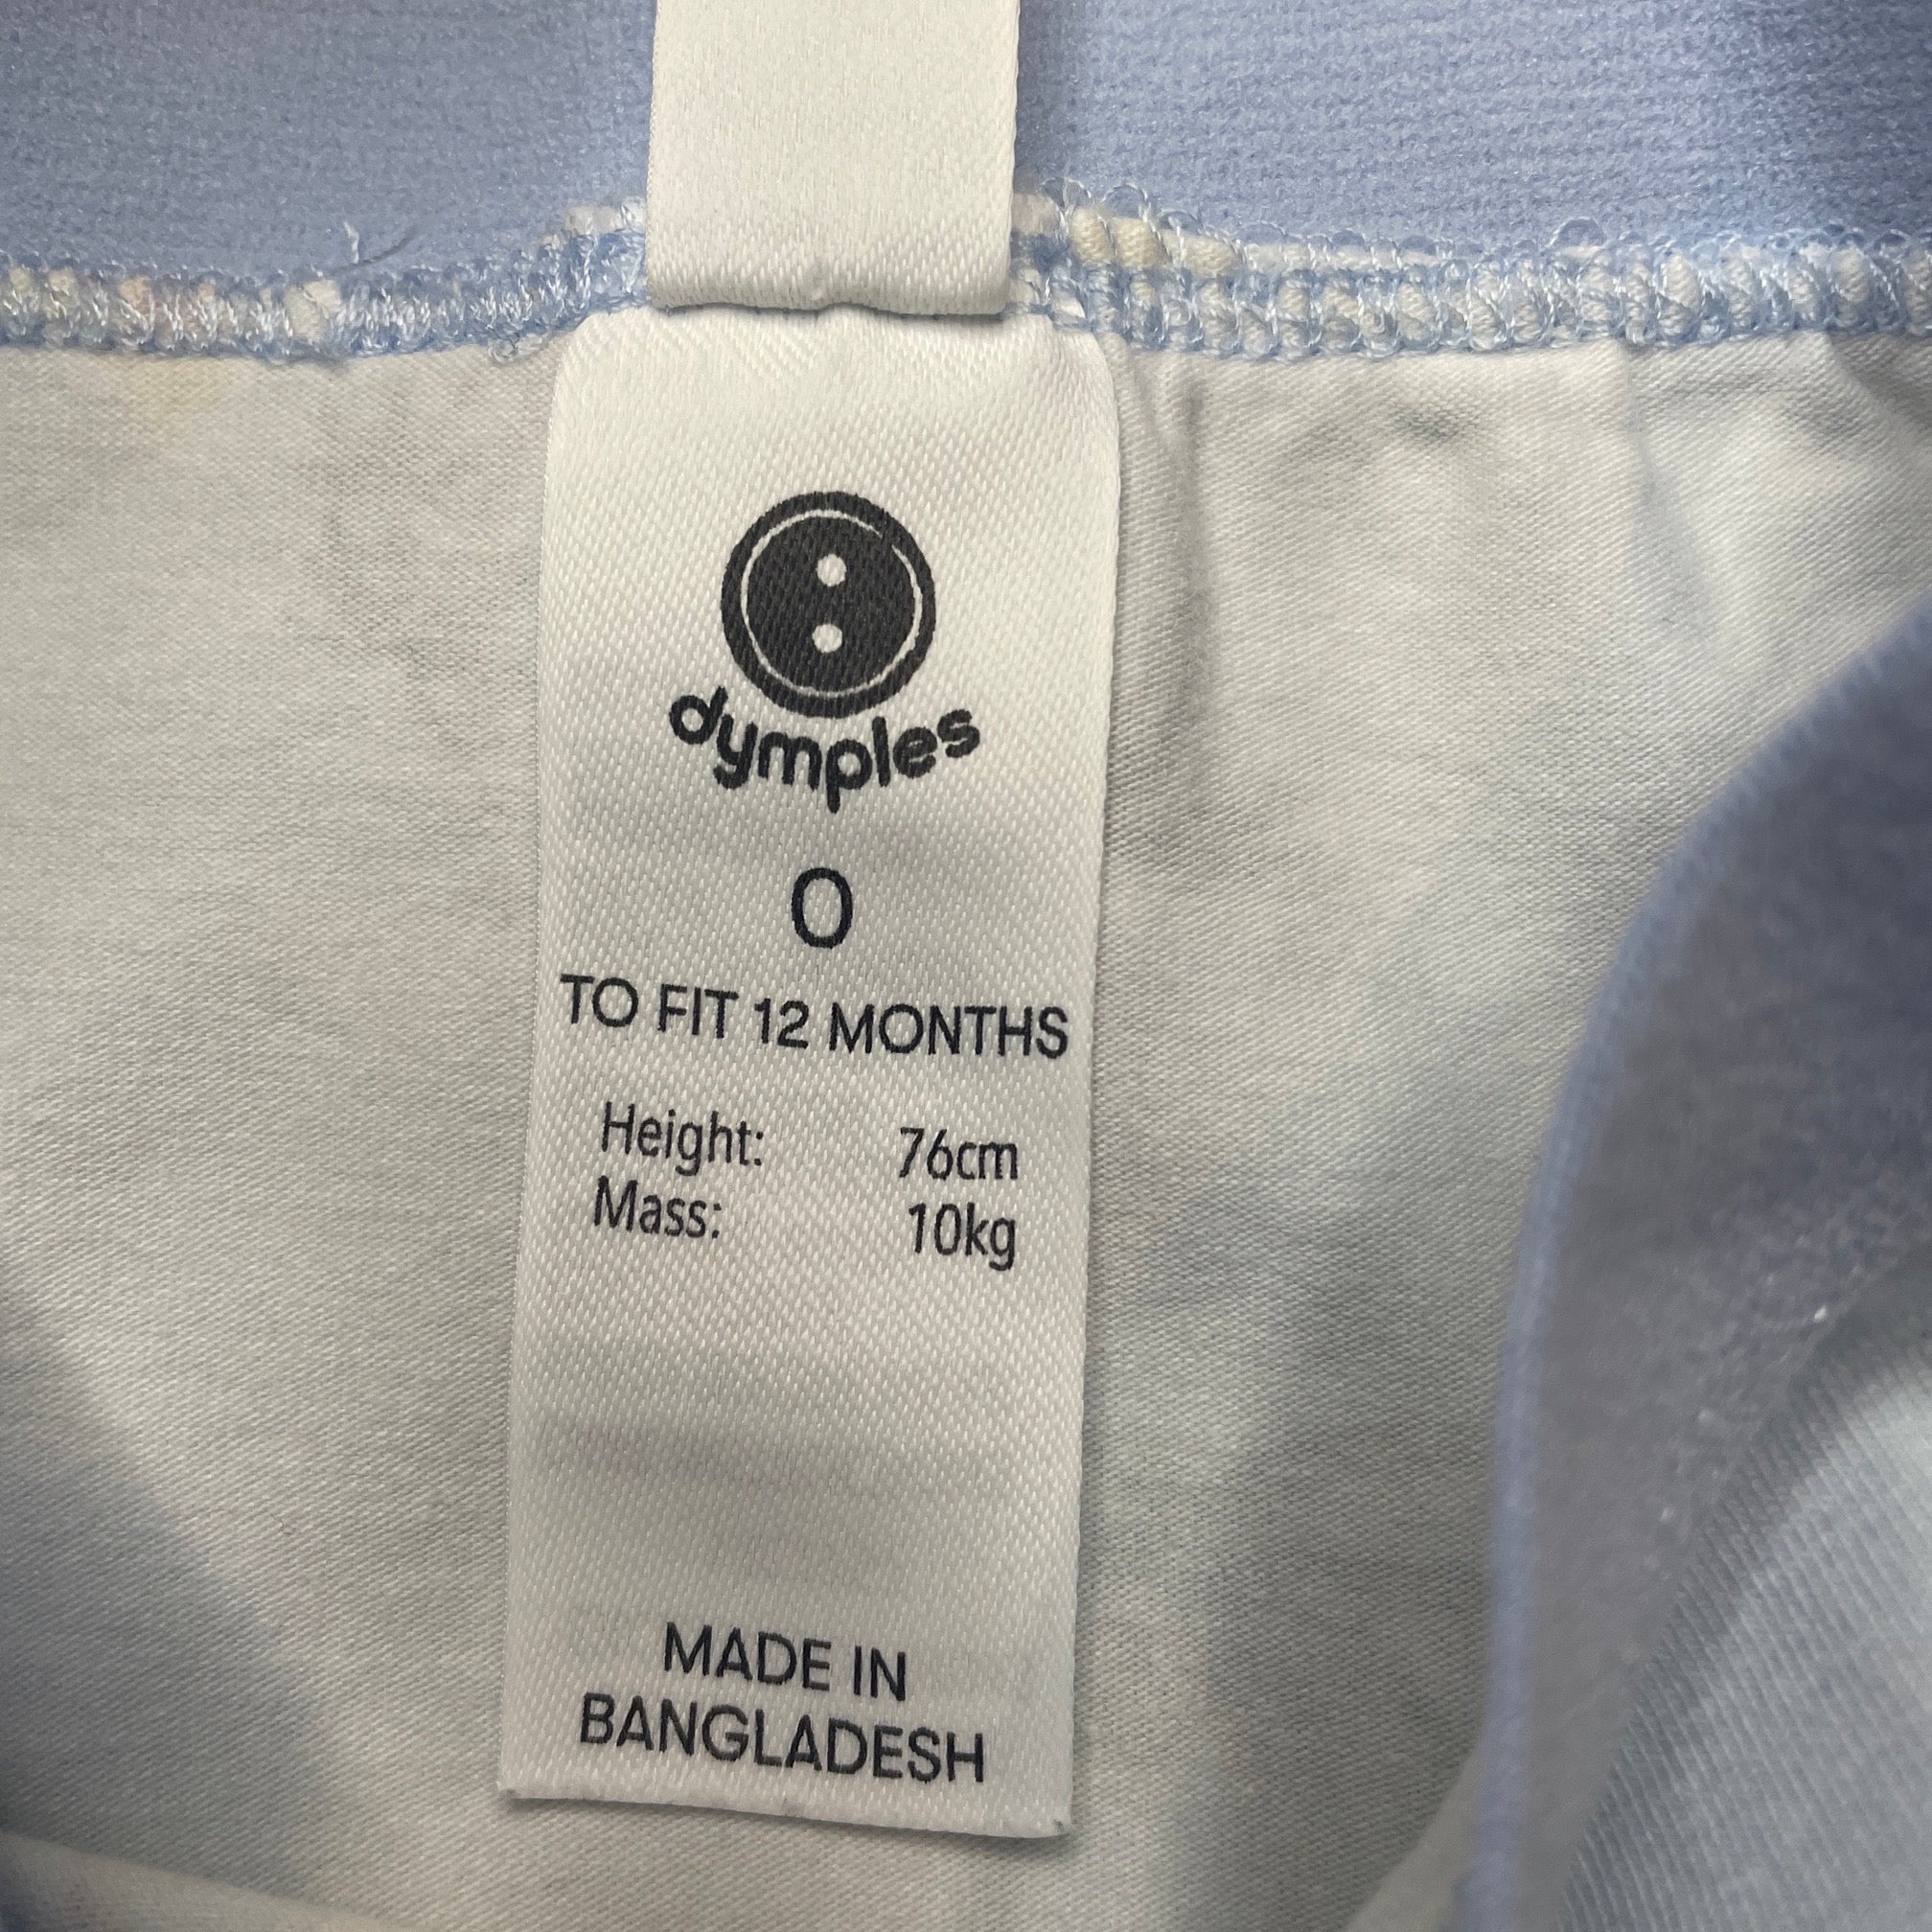 dymples
0
TO FIT 12 MONTHS
Height: 76cm
Mass: 10kg
MADE IN
BANGLADESH